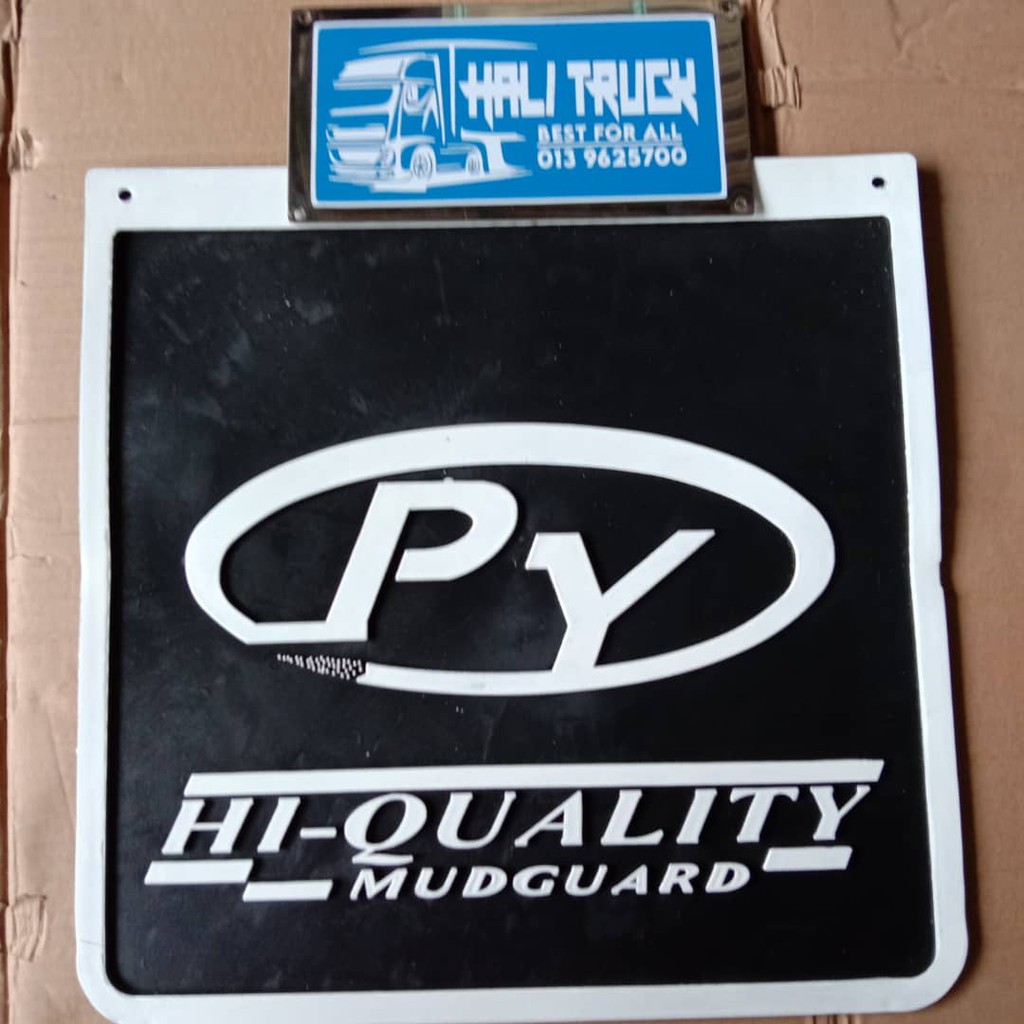 HALI TRUCK
BEST FOR ALL
013 9625700
PY
HI-QUALITY
MUDGUARD